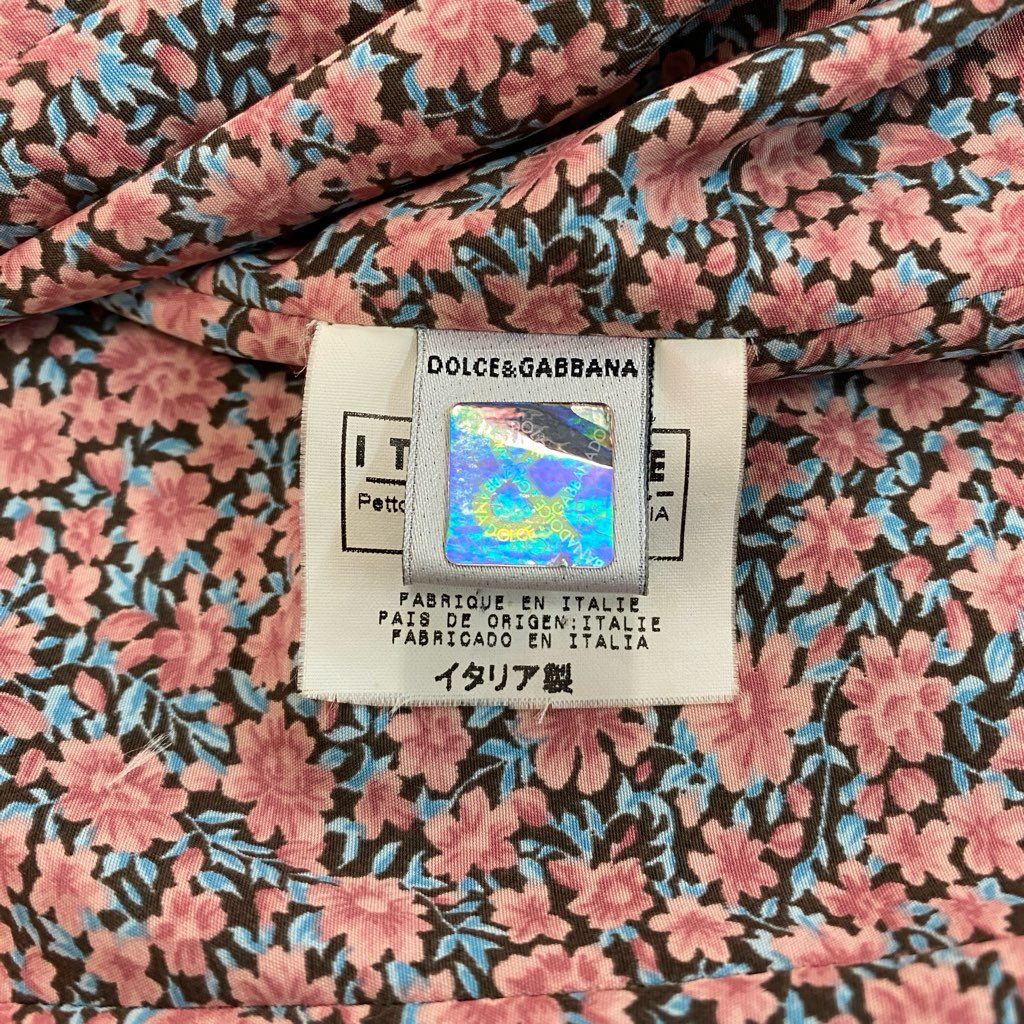 DOLCE&GABBANA
FABRIQUE EN ITALIE
PAIS DE ORIGEN:ITALIE
FABRICADO EN ITALIA
イタリア製